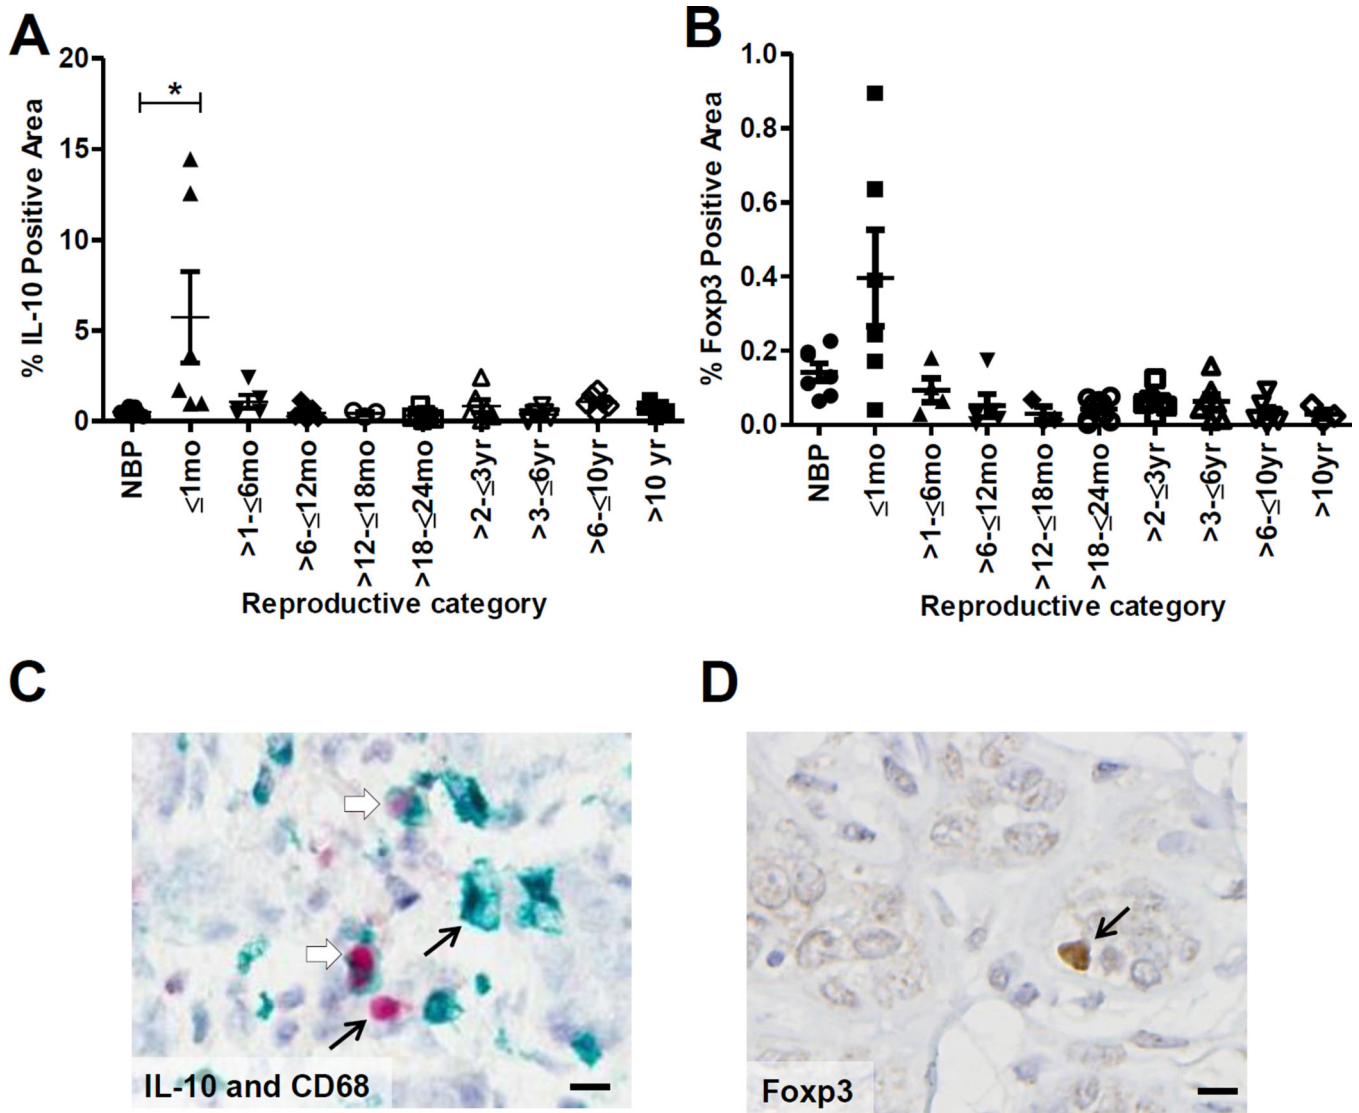 A
20
15
10
5
0
% IL-10 Positive Area
*
NBP
≤1mo
>1-≤6mo
>6-≤12mo
>12-≤18mo
>18-≤24mo
>2-≤3yr
>3-≤6yr
>6-≤10yr
>10 yr
Reproductive category
B
1.0
0.8
0.6
0.4
0.2
0.0
% Foxp3 Positive Area
NBP
≤1mo
>1-≤6mo
>6-≤12mo
>12-≤18mo
>18-≤24mo
>2-≤3yr
>3-≤6yr
>6-≤10yr
>10yr
Reproductive category
C
IL-10 and CD68
D
Foxp3